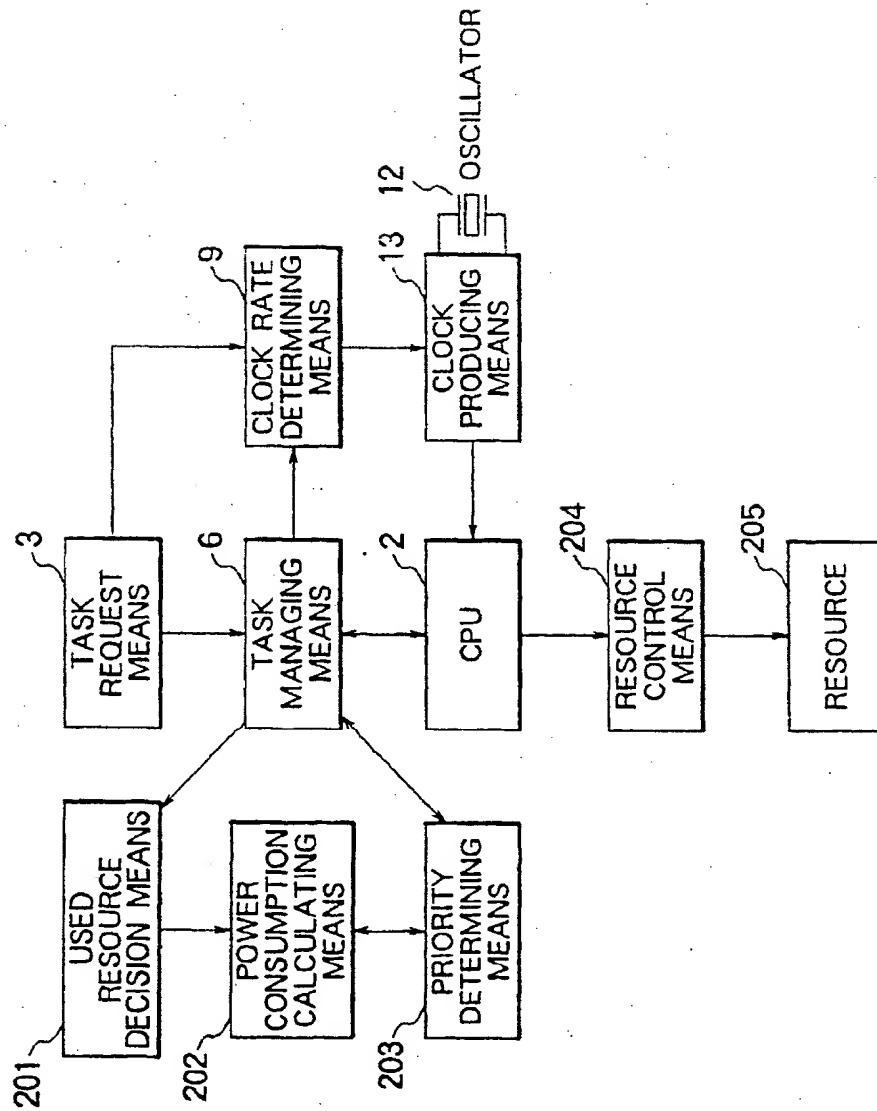 201
USED
RESOURCE
DECISION MEANS
202
POWER
CONSUMPTION
CALCULATING
MEANS
203
PRIORITY
DETERMINING
MEANS
3
TASK
REQUEST
MEANS
6
TASK
MANAGING
MEANS
2
CPU
204
RESOURCE
CONTROL
MEANS
205
RESOURCE
9
CLOCK RATE
DETERMINING
MEANS
13
CLOCK
PRODUCING
MEANS
12
OSCILLATOR